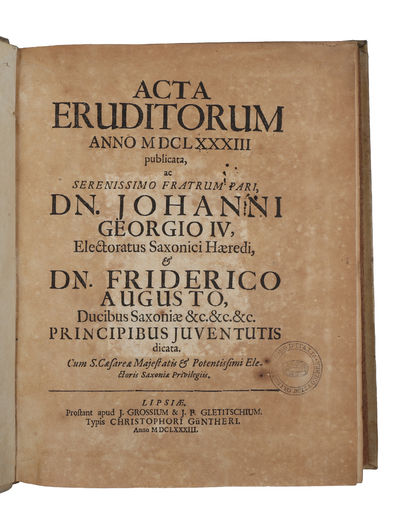 ACTA
ERUDITORUM
ANNO MDCLXXXIII
publicata,
ac
SERENISSIMO FRATRUM PARI,
DN. JOHANNI
GEORGIO IV,
Electoratus Saxonici Hæredi,
&
DN. FRIDERICO
AUGUSTO,
Ducibus Saxoniæ &c.&c.&c.
PRINCIPIBUS JUVENTUTIS
dicata.
Cum S.Cæsareæ Majestatis & Potentissimi Ele-
ctoris Saxoniæ Privilegiis.
LIPSIÆ.
Prostant apud J. GROSSIUM & J. F. GLETITSCHIUM.
Typis CHRISTOPHORI GÜNTHERI.
Anno MDCLXXXIII.